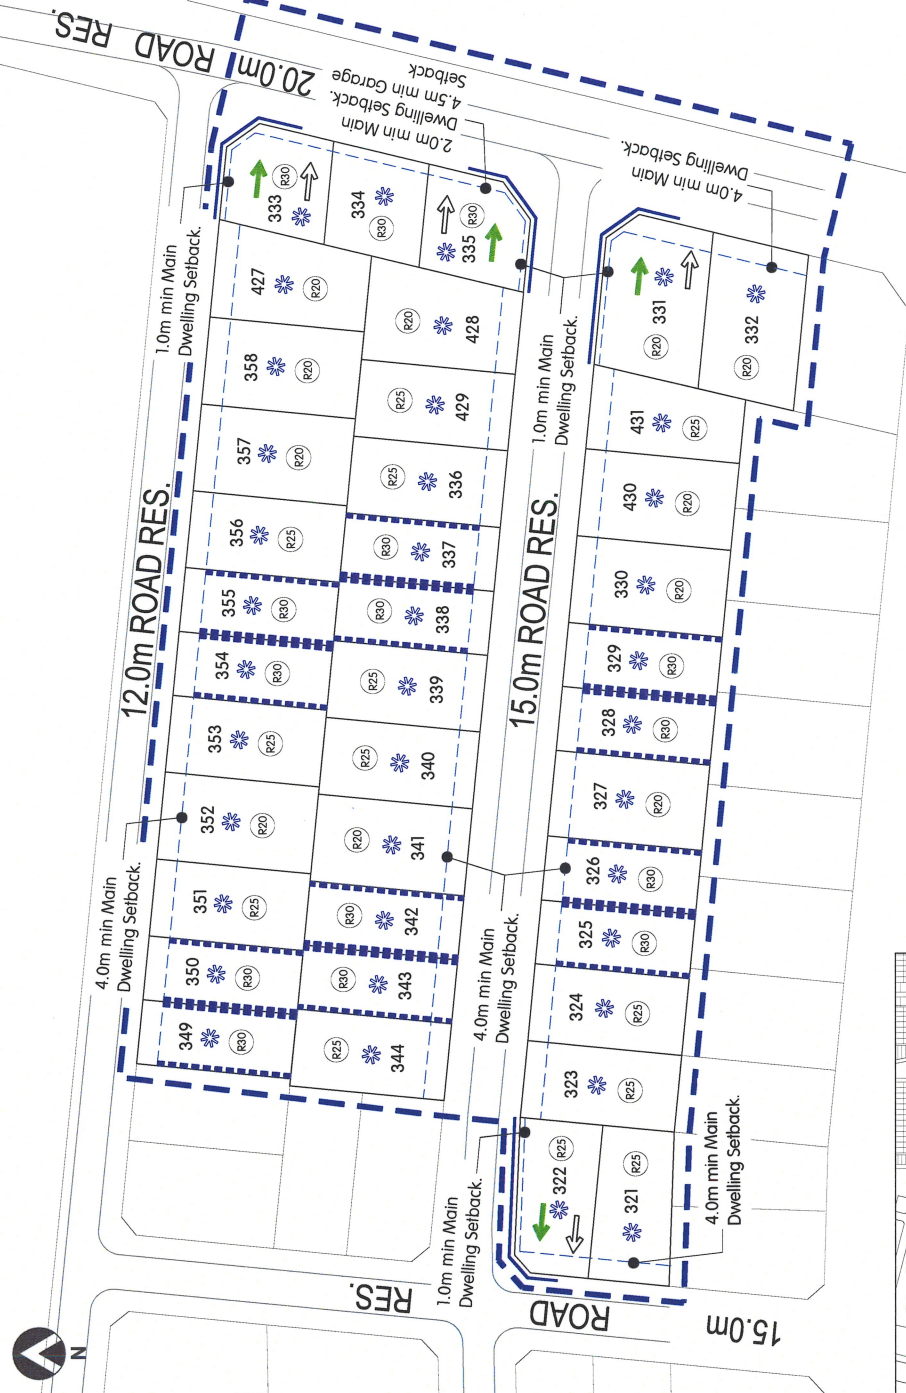 20.0m ROAD RES.
12.0m ROAD RES.
15.0m ROAD RES.
15.0m ROAD RES.
N
1.0m min Main
Dwelling Setback.
2.0m min Main
Dwelling Setback.
4.5m min Garage
Setback
4.0m min Main
Dwelling Setback.
1.0m min Main
Dwelling Setback.
4.0m min Main
Dwelling Setback.
4.0m min Main
Dwelling Setback.
1.0m min Main
Dwelling Setback.
4.0m min Main
Dwelling Setback.
333 R30
334 R30
335 R30
349 R30
350 R30
351 R25
352 R20
353 R25
354 R30
355 R30
356 R25
357 R20
358 R20
427 R20
344 R25
343 R30
342 R30
341 R20
340 R25
339 R25
338 R30
337 R30
336 R25
429 R25
428 R20
321 R25
322 R25
323 R25
324 R25
325 R30
326 R30
327 R20
328 R30
329 R30
330 R20
430 R20
431 R25
331 R20
332 R20